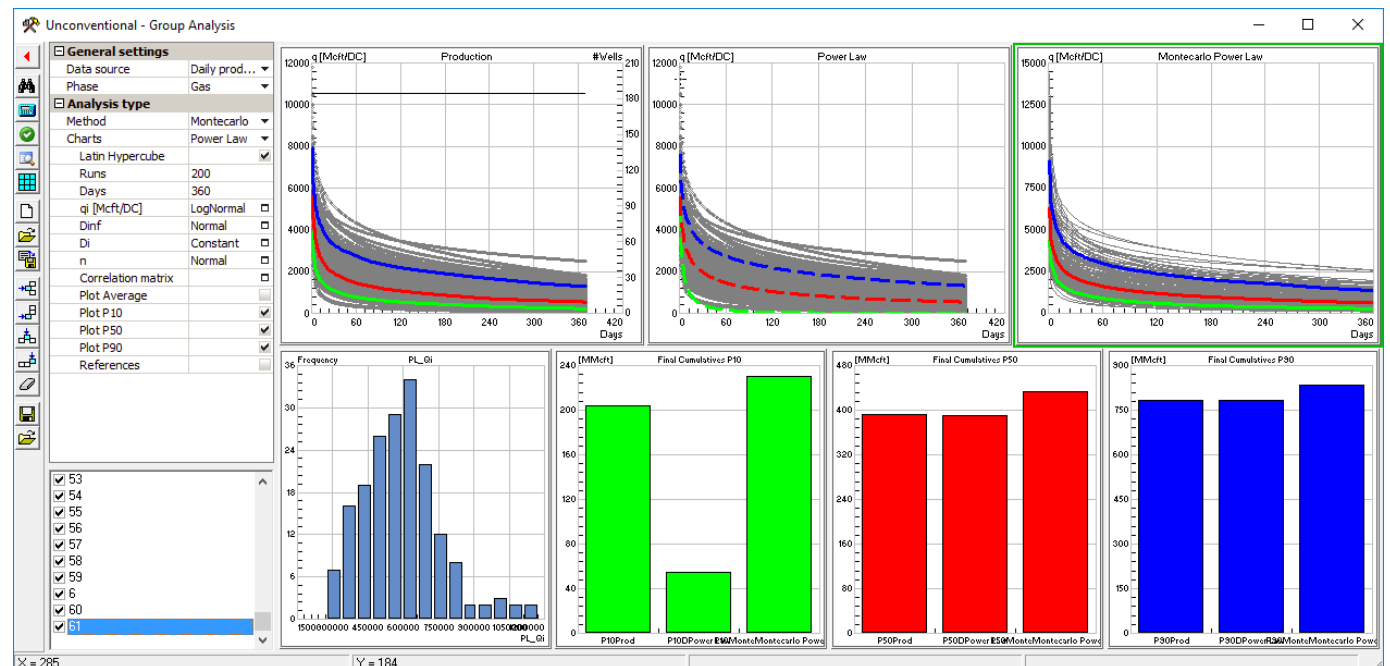 Unconventional - Group Analysis
General settings
Data source Daily prod...
Phase Gas
Analysis type
Method Montecarlo
Charts Power Law
Latin Hypercube
Runs 200
Days 360
qi [Mcft/DC] LogNormal
Dinf Normal
Di Constant
n Normal
Correlation matrix
Plot Average
Plot P10
Plot P50
Plot P90
References
53
54
55
56
57
58
59
6
60
61
q [Mcft/DC] Production #Wells
12000 210
10000 180
150
8000
120
6000
90
4000
60
2000
30
0 0
0 60 120 180 240 300 360 420
Days
q [Mcft/DC] Power Law
12000
10000
8000
6000
4000
2000
0
0 60 120 180 240 300 360 420
Days
q [Mcft/DC] Montecarlo Power Law
15000
12500
10000
7500
5000
2500
0
0 60 120 180 240 300 360
Days
Frequency PL_Qi
36
30
24
18
12
6
0
450000 600000 750000 900000
PL_Qi
[MMcft] Final Cumulatives P10
240
200
160
120
80
40
0
P10Prod
[MMcft] Final Cumulatives P50
480
400
320
240
160
80
0
P50Prod
[MMcft] Final Cumulatives P90
900
750
600
450
300
150
0
P90Prod
X = 285 Y = 184